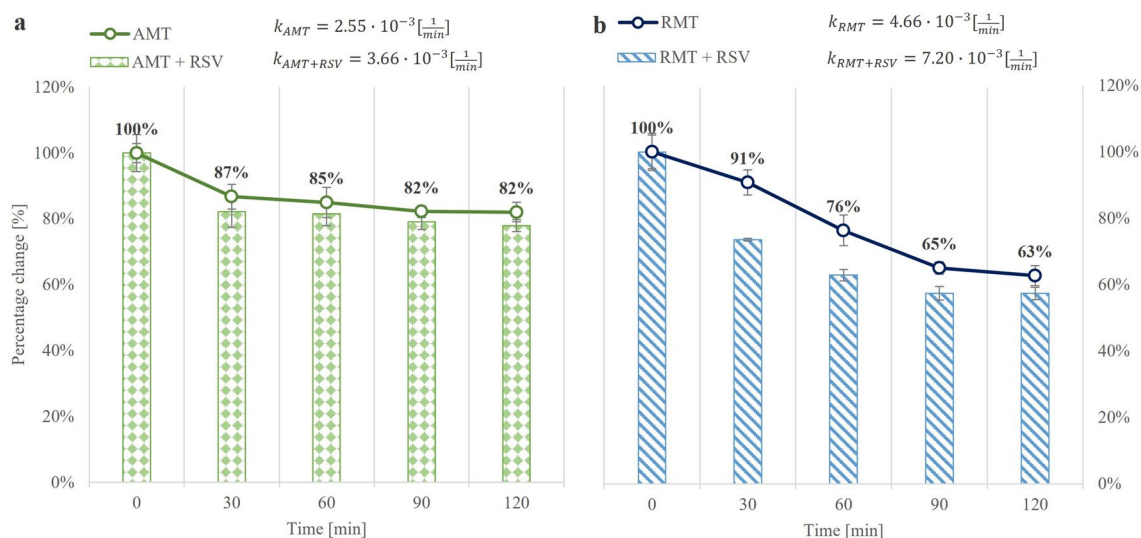 a
AMT
AMT + RSV
k_AMT = 2.55 · 10⁻³[1/min]
k_AMT+RSV = 3.66 · 10⁻³[1/min]
120%
100%
80%
60%
40%
20%
0%
Percentage change [%]
100%
87%
85%
82%
82%
0
30
60
90
120
Time [min]
b
RMT
RMT + RSV
k_RMT = 4.66 · 10⁻³[1/min]
k_RMT+RSV = 7.20 · 10⁻³[1/min]
100%
91%
76%
65%
63%
120%
100%
80%
60%
40%
20%
0%
0
30
60
90
120
Time [min]